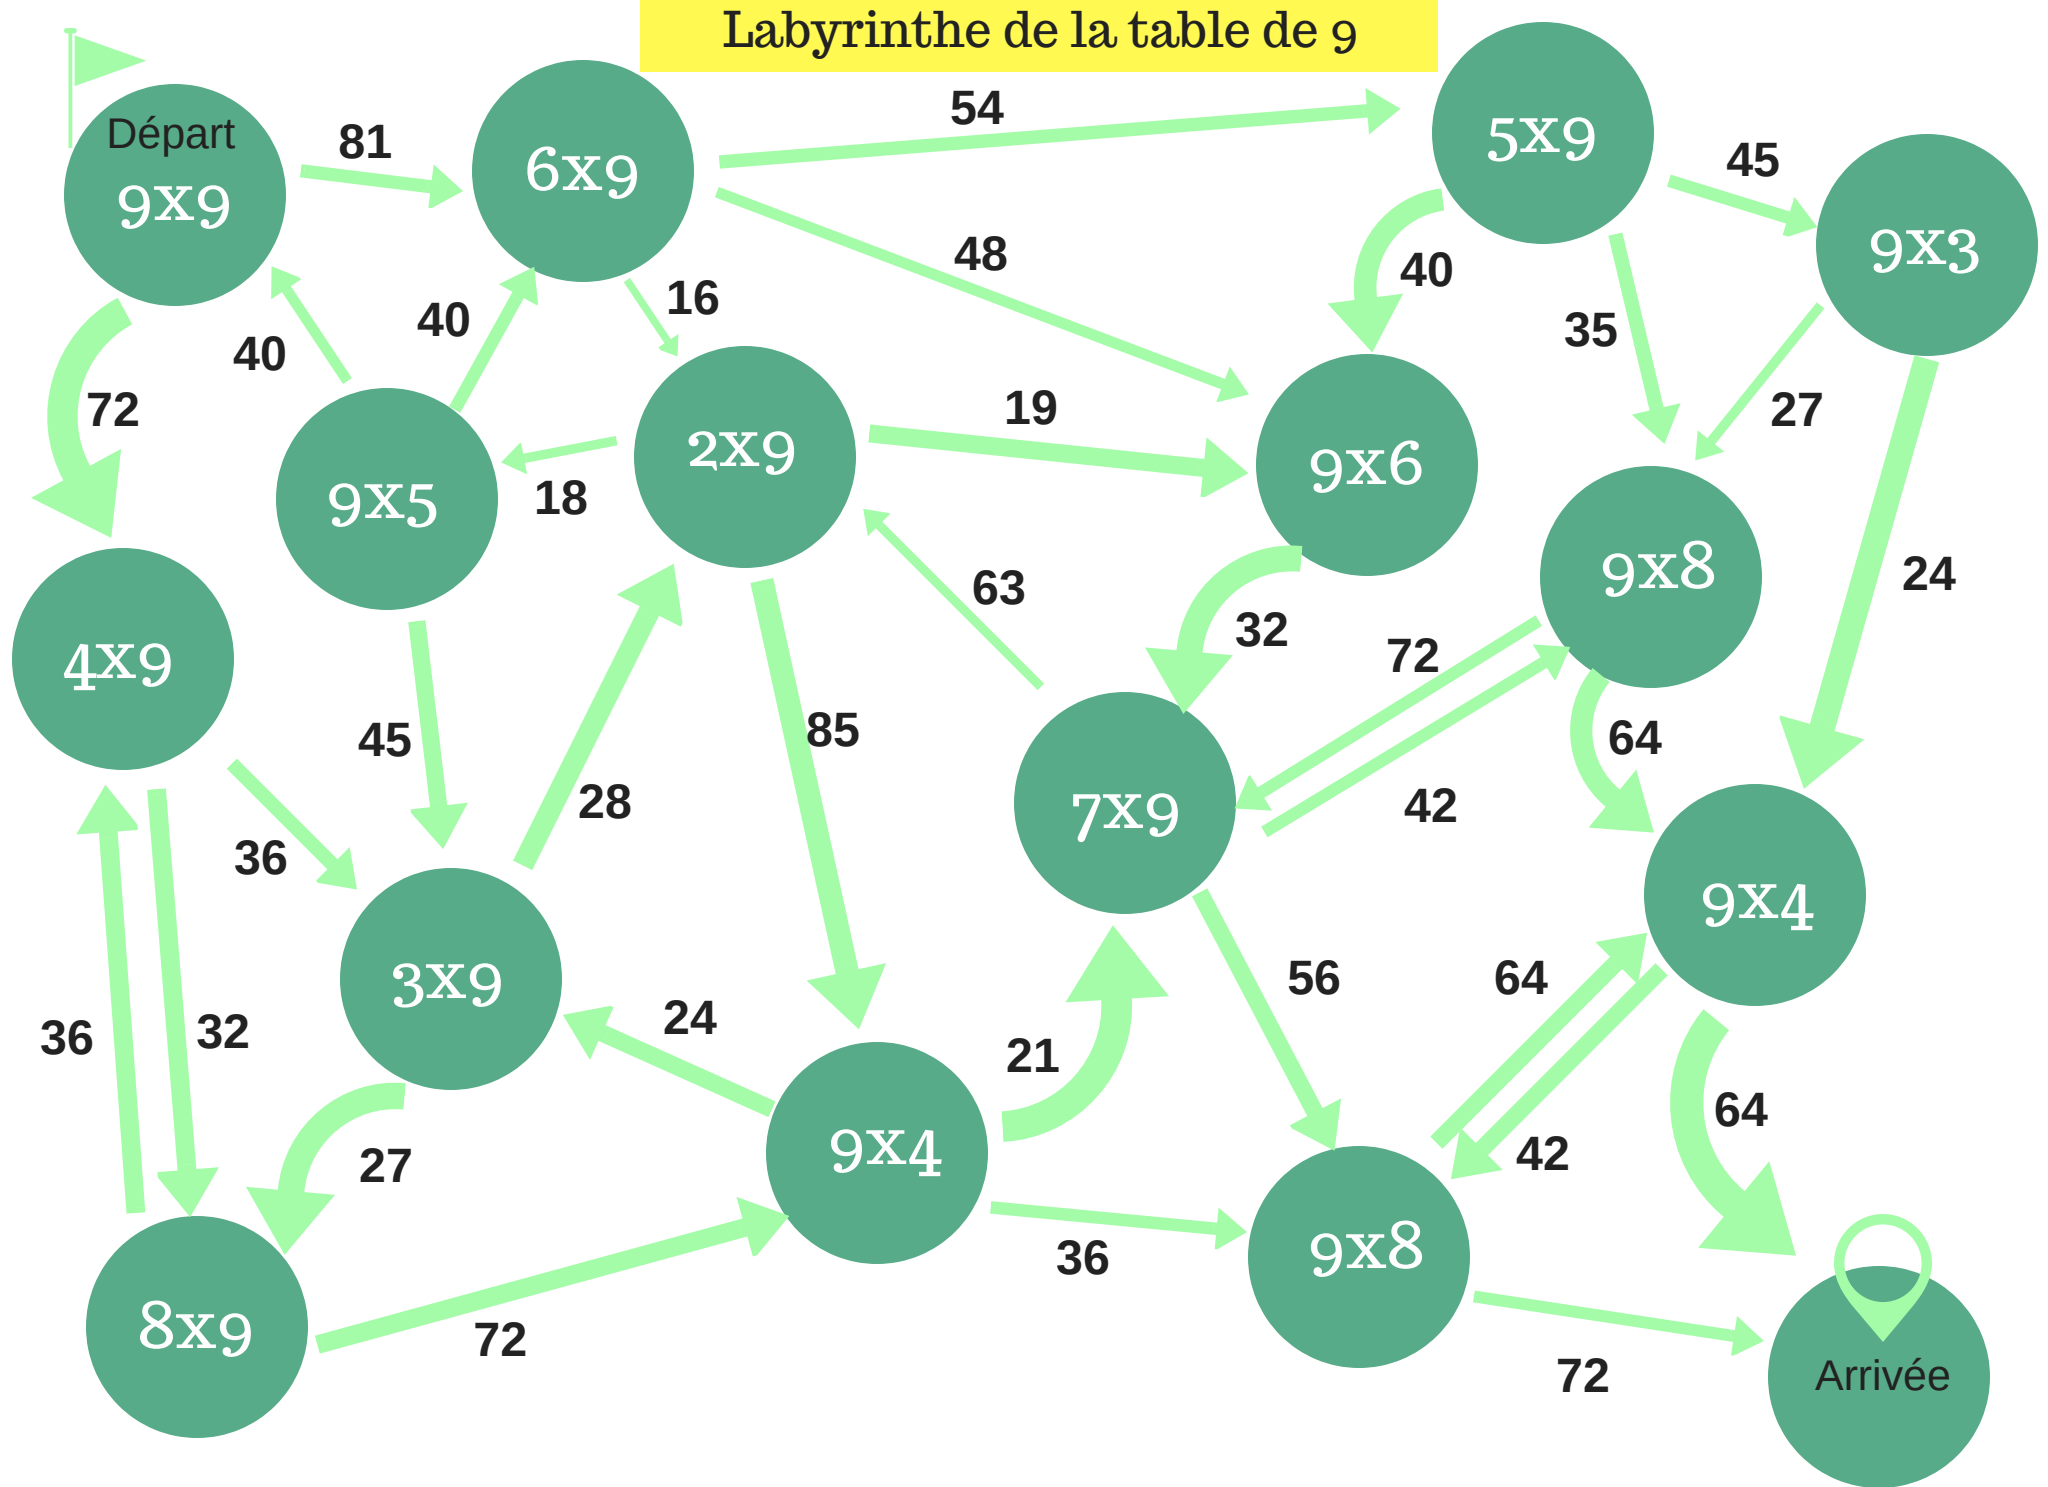 Labyrinthe de la table de 9
Départ
9x9
81
6x9
54
5x9
45
9x3
48
16
40
35
27
40
40
72
19
2x9
18
9x5
9x6
9x8
24
63
32
72
42
64
4x9
45
28
85
7x9
36
9x4
3x9
24
21
56
64
42
64
36
32
27
9x4
36
9x8
8x9
72
72
Arrivée